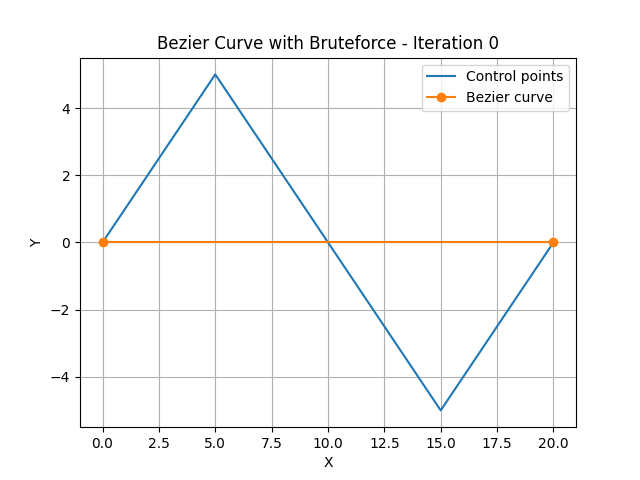 Bezier Curve with Bruteforce - Iteration 0
Control points
Bezier curve
4
2
0
−2
−4
Y
0.0 2.5 5.0 7.5 10.0 12.5 15.0 17.5 20.0
X